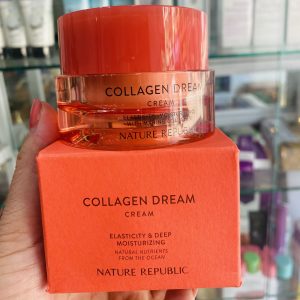 COLLAGEN DREAM
CREAM
NATURE REPUBLIC
COLLAGEN DREAM
CREAM
ELASTICITY & DEEP
MOISTURIZING
NATURAL NUTRIENTS
FROM THE OCEAN
NATURE REPUBLIC